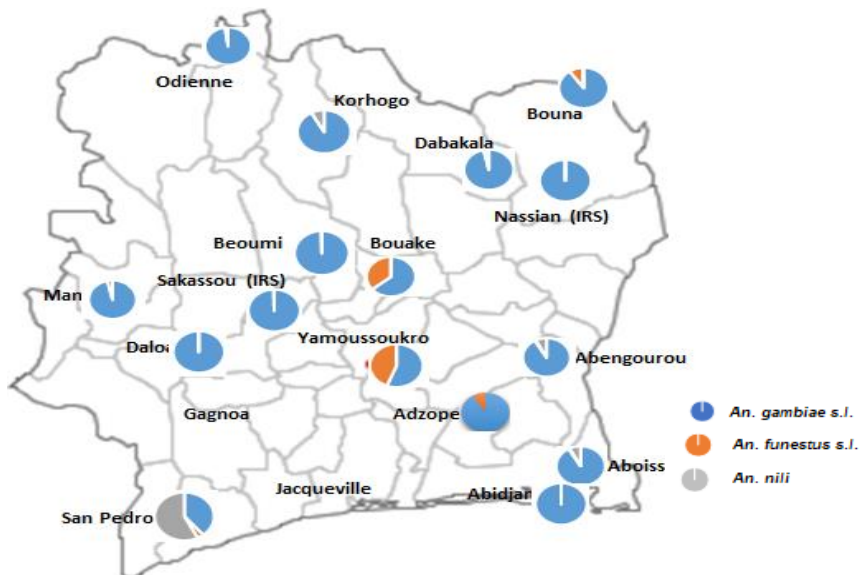 Odienne
Korhogo
Bouna
Dabakala
Nassian (IRS)
Beoumi
Bouake
Sakassou (IRS)
Man
Yamoussoukro
Daloa
Abengourou
Gagnoa
Adzope
An. gambiae s.l.
An. funestus s.l.
An. nili
Aboiss
Jacqueville
Abidjan
San Pedro